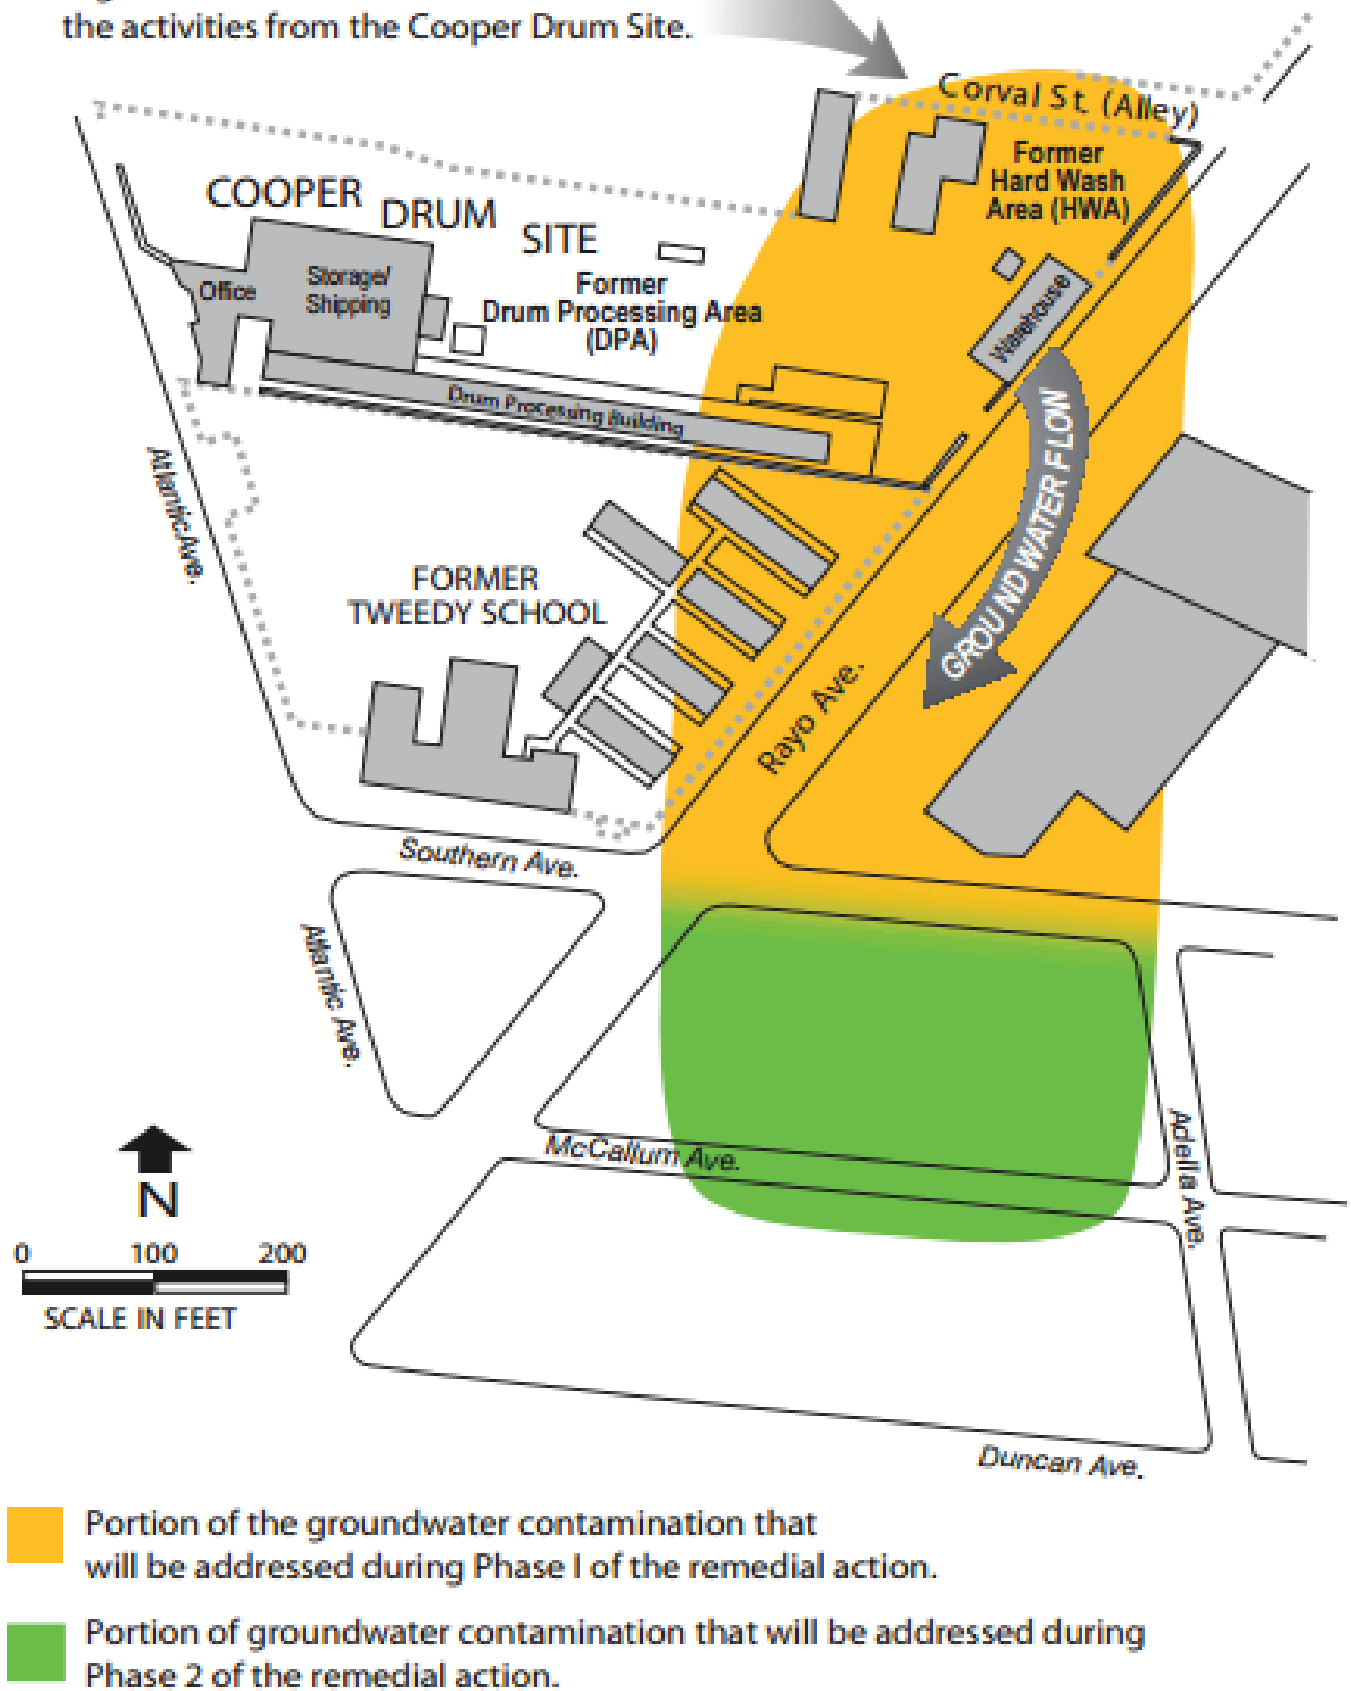 the activities from the Cooper Drum Site.
Corval St. (Alley)
Former
Hard Wash
Area (HWA)
COOPER DRUM SITE
Office
Storage/
Shipping
Former
Drum Processing Area
(DPA)
Warehouse
Drum Processing Building
GROUNDWATER FLOW
Atlantic Ave.
FORMER
TWEEDY SCHOOL
Rayo Ave.
Southern Ave.
Atlantic Ave.
McCallum Ave.
Adella Ave.
N
0 100 200
SCALE IN FEET
Duncan Ave.
Portion of the groundwater contamination that
will be addressed during Phase I of the remedial action.
Portion of groundwater contamination that will be addressed during
Phase 2 of the remedial action.